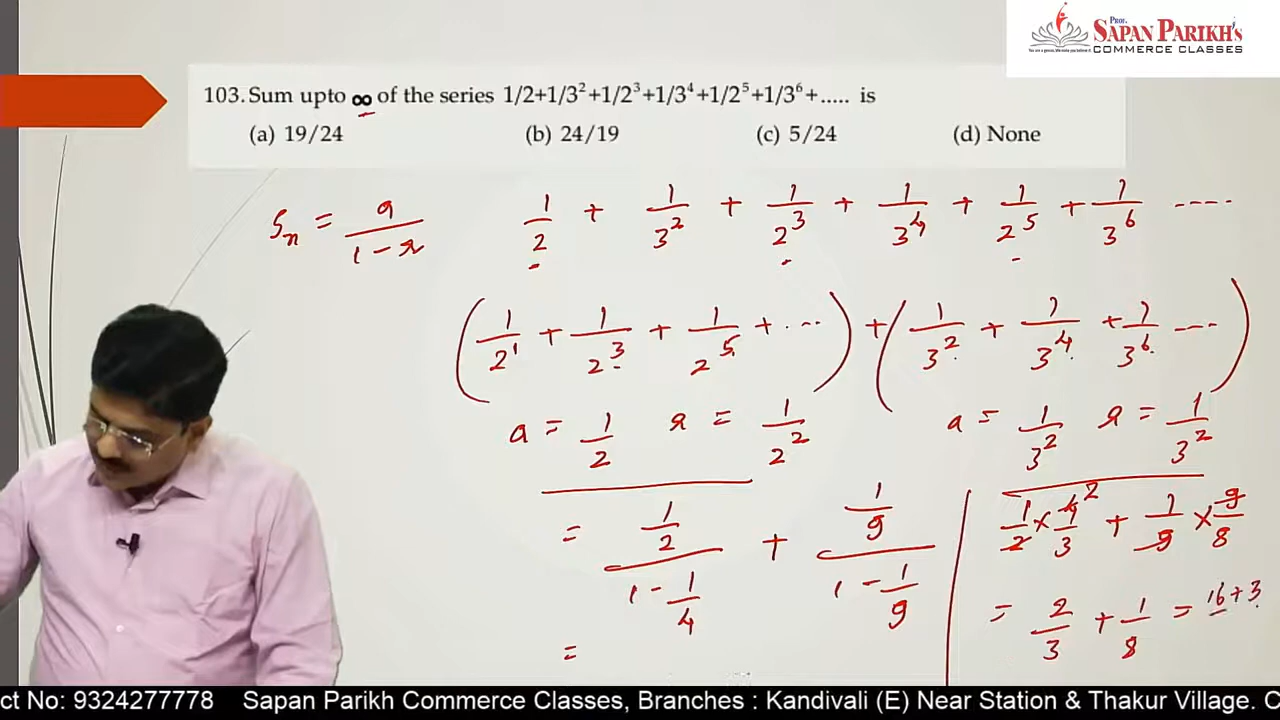 PROF.
SAPAN PARIKH'S
COMMERCE CLASSES
103. Sum upto ∞ of the series 1/2+1/3²+1/2³+1/3⁴+1/2⁵+1/3⁶+..... is
(a) 19/24 (b) 24/19 (c) 5/24 (d) None
Sn = a/(1-r) 1/2 + 1/3² + 1/2³ + 1/3⁴ + 1/2⁵ + 1/3⁶ ----
(1/2¹ + 1/2³ + 1/2⁵ + ....) + (1/3² + 1/3⁴ + 1/3⁶ ----)
a = 1/2 r = 1/2² a = 1/3² r = 1/3²
= (1/2)/(1-1/4) + (1/9)/(1-1/9)
=
1/2 × 4/3 2 + 1/9 × 9/8
= 2/3 + 1/8 = 16+3
ct No: 9324277778 Sapan Parikh Commerce Classes, Branches : Kandivali (E) Near Station & Thakur Village. C